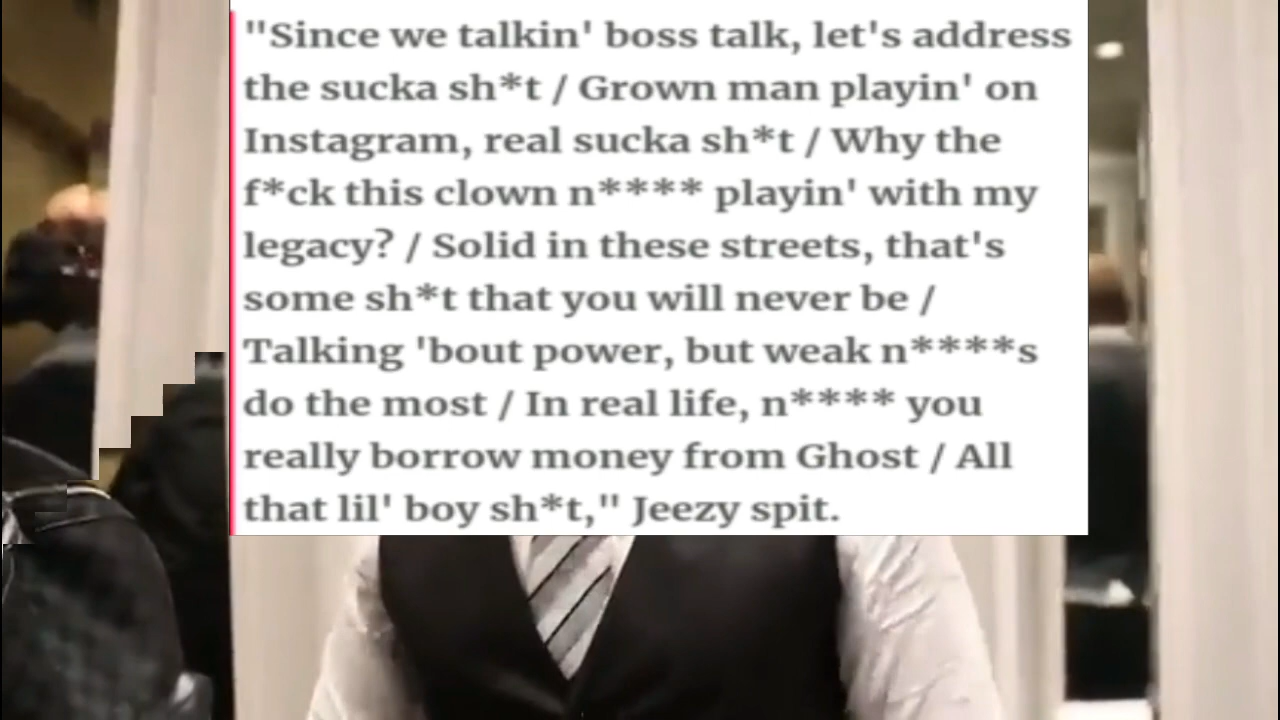 "Since we talkin' boss talk, let's address
the sucka sh*t / Grown man playin' on
Instagram, real sucka sh*t / Why the
f*ck this clown n**** playin' with my
legacy? / Solid in these streets, that's
some sh*t that you will never be /
Talking 'bout power, but weak n****s
do the most / In real life, n**** you
really borrow money from Ghost / All
that lil' boy sh*t," Jeezy spit.